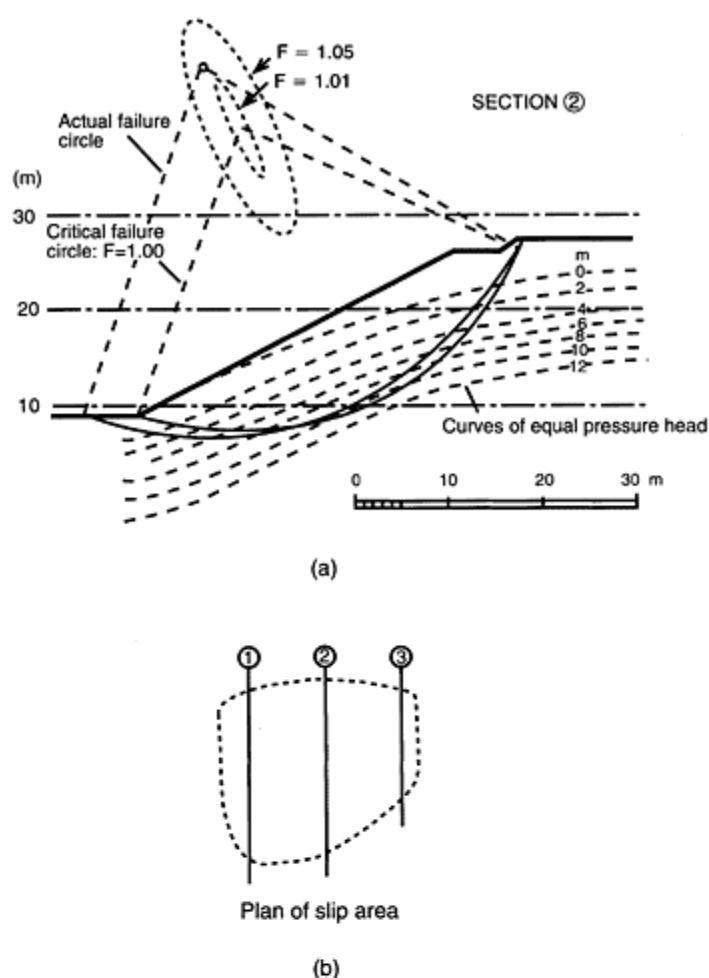 F = 1.05
F = 1.01
SECTION ②
Actual failure
circle
(m)
30
Critical failure
circle: F=1.00
m
0
2
20
4
6
8
10
12
10
Curves of equal pressure head
0 10 20 30 m
(a)
① ② ③
Plan of slip area
(b)